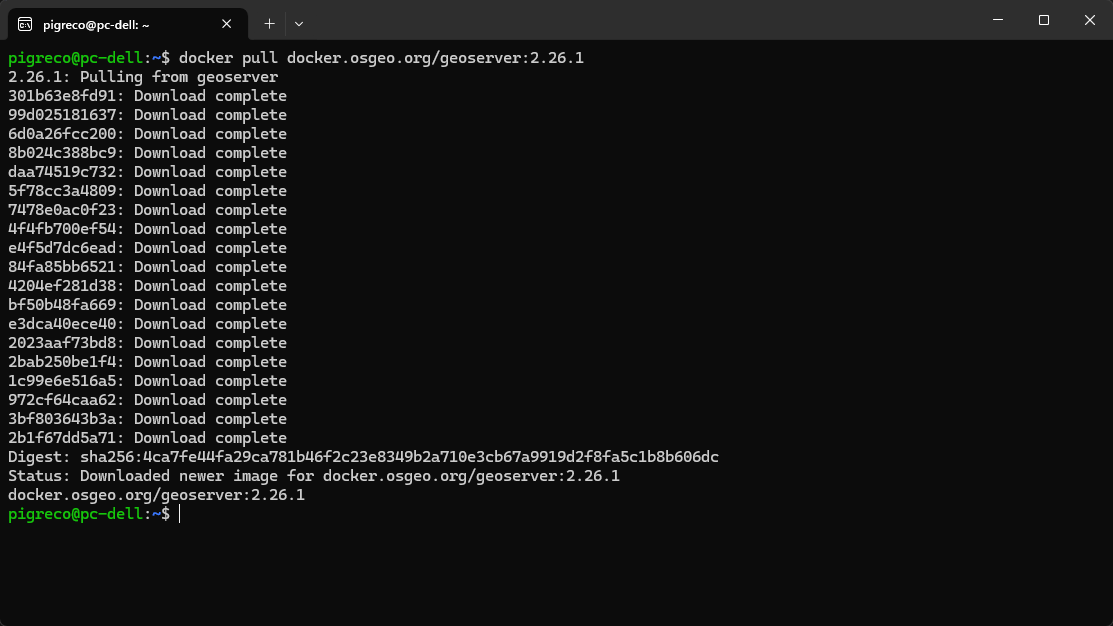 pigreco@pc-dell: ~
pigreco@pc-dell:~$ docker pull docker.osgeo.org/geoserver:2.26.1
2.26.1: Pulling from geoserver
301b63e8fd91: Download complete
99d025181637: Download complete
6d0a26fcc200: Download complete
8b024c388bc9: Download complete
daa74519c732: Download complete
5f78cc3a4809: Download complete
7478e0ac0f23: Download complete
4f4fb700ef54: Download complete
e4f5d7dc6ead: Download complete
84fa85bb6521: Download complete
4204ef281d38: Download complete
bf50b48fa669: Download complete
e3dca40ece40: Download complete
2023aaf73bd8: Download complete
2bab250be1f4: Download complete
1c99e6e516a5: Download complete
972cf64caa62: Download complete
3bf803643b3a: Download complete
2b1f67dd5a71: Download complete
Digest: sha256:4ca7fe44fa29ca781b46f2c23e8349b2a710e3cb67a9919d2f8fa5c1b8b606dc
Status: Downloaded newer image for docker.osgeo.org/geoserver:2.26.1
docker.osgeo.org/geoserver:2.26.1
pigreco@pc-dell:~$